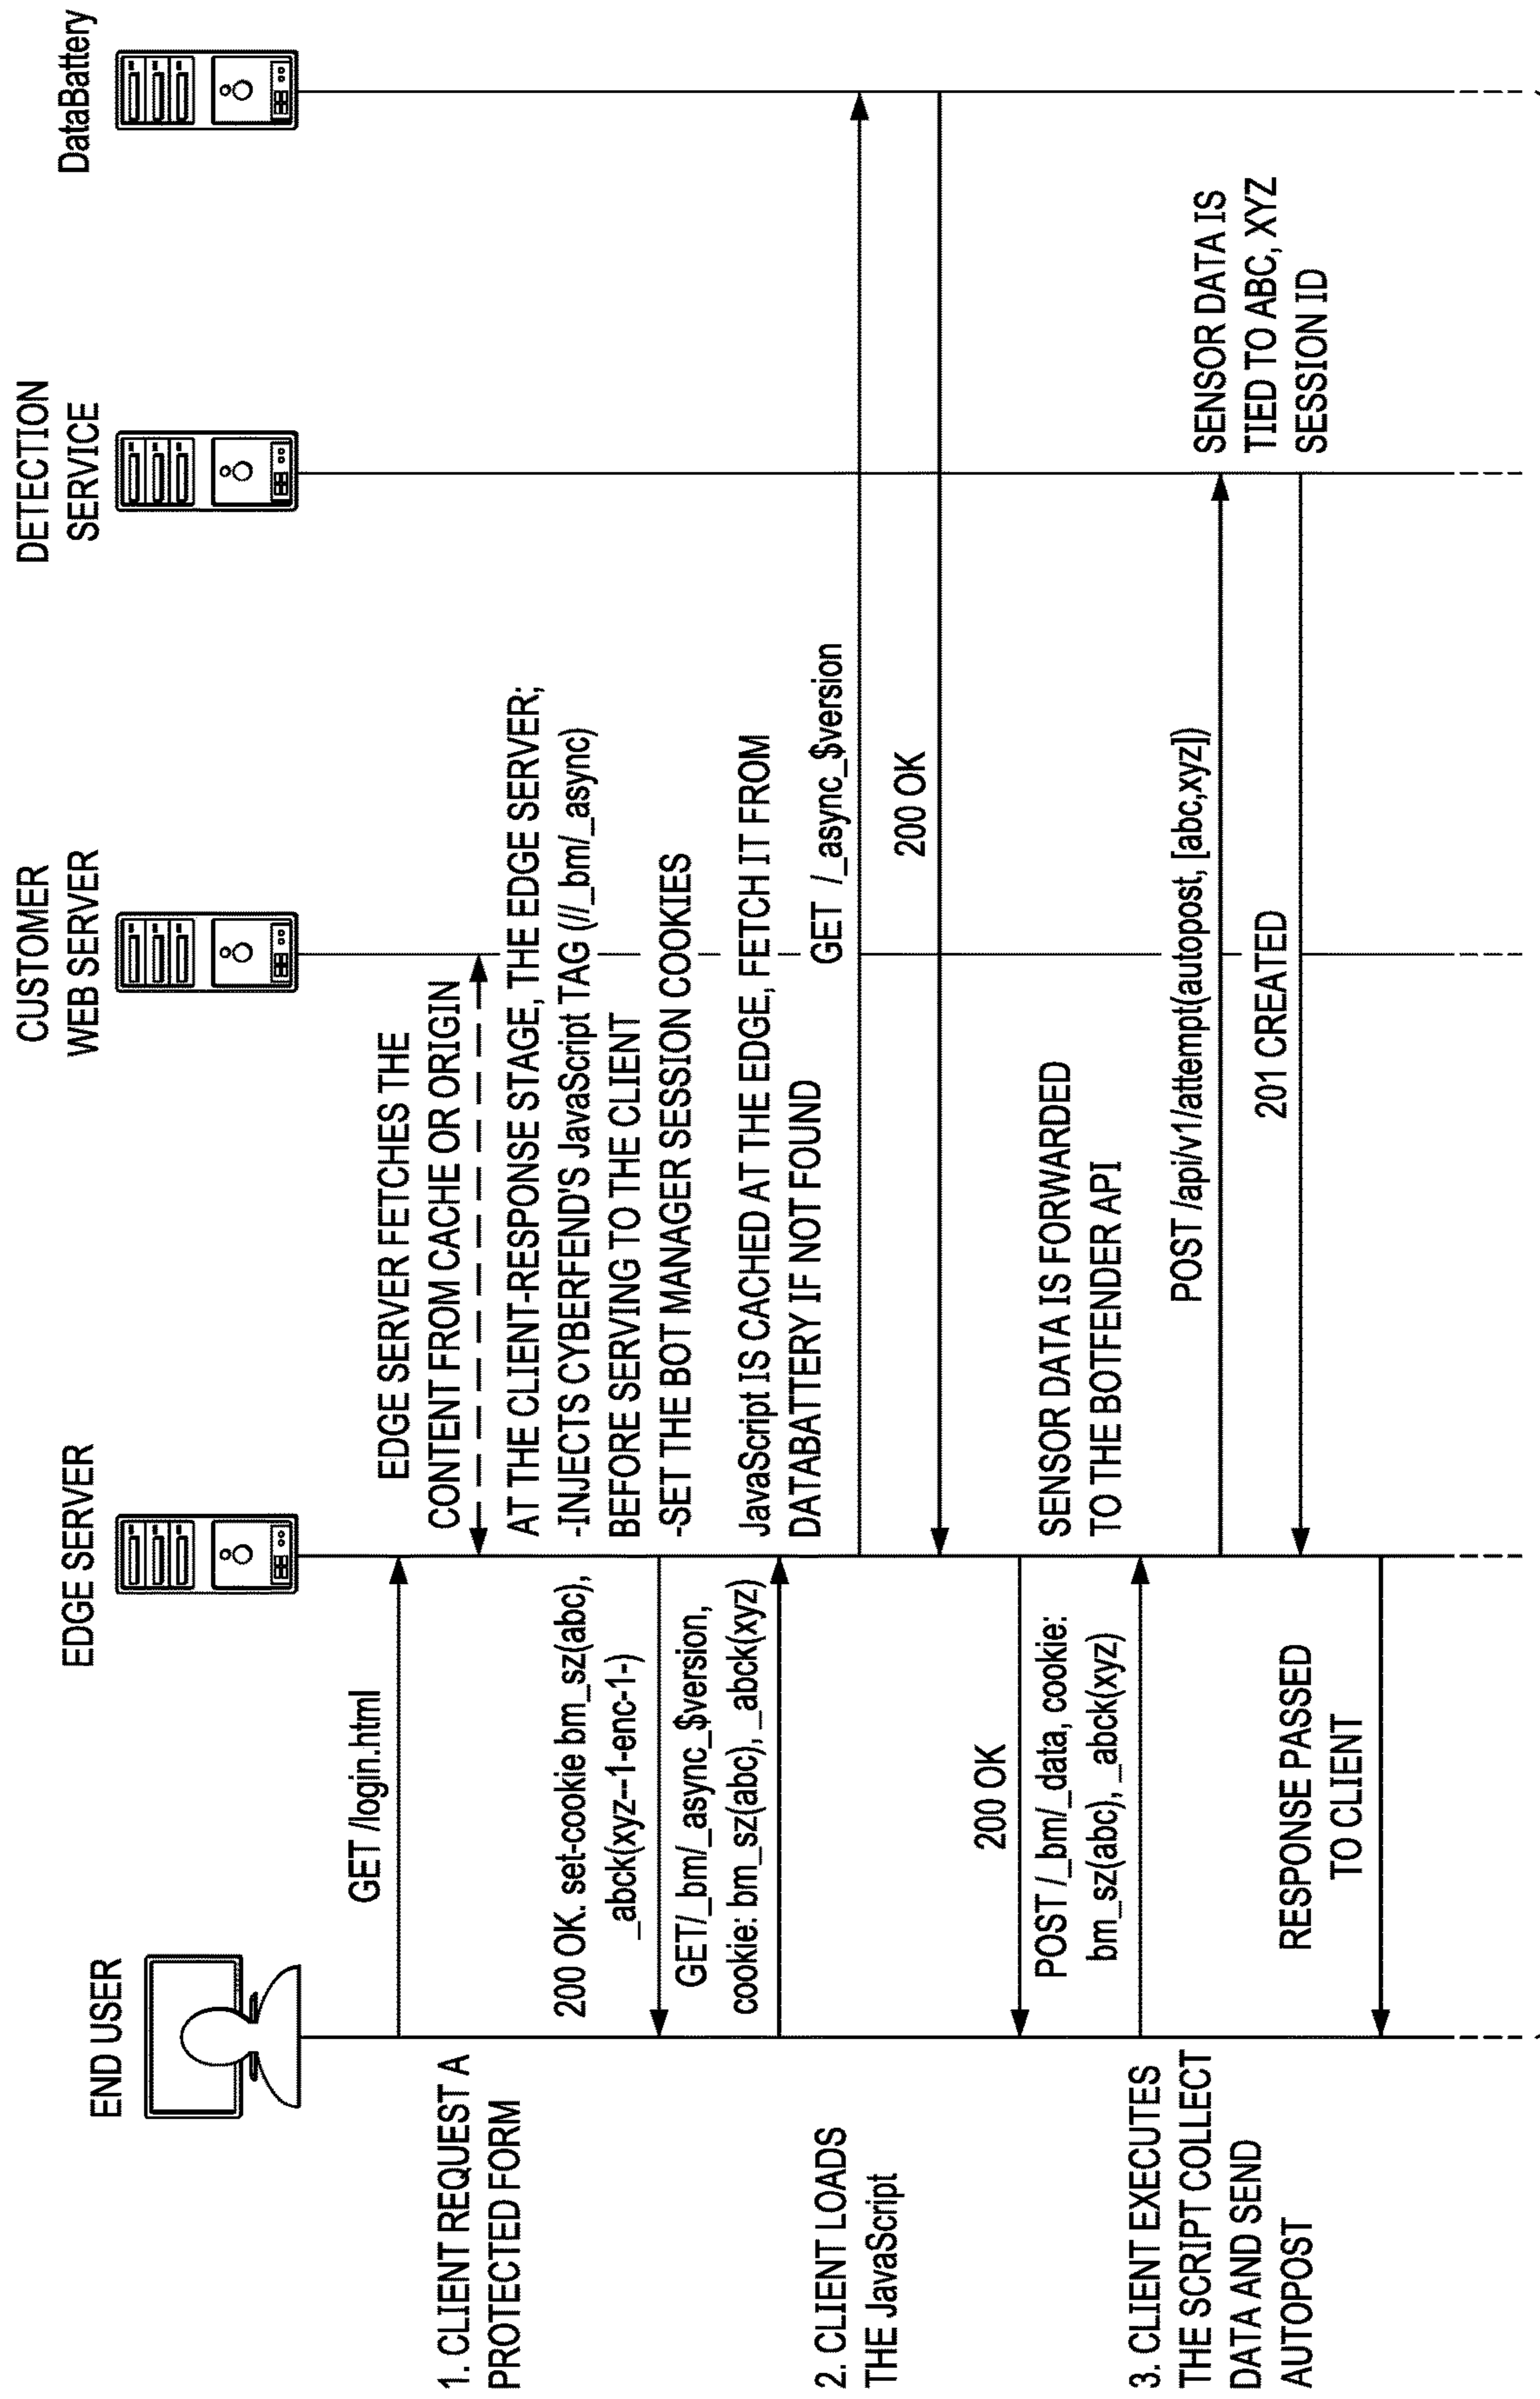 END USER
EDGE SERVER
CUSTOMER
WEB SERVER
DETECTION
SERVICE
DataBattery
1. CLIENT REQUEST A
PROTECTED FORM
GET /login.html
EDGE SERVER FETCHES THE
CONTENT FROM CACHE OR ORIGIN
AT THE CLIENT-RESPONSE STAGE, THE EDGE SERVER;
-INJECTS CYBERFEND'S JavaScript TAG (//_bm/_async)
BEFORE SERVING TO THE CLIENT
-SET THE BOT MANAGER SESSION COOKIES
200 OK. set-cookie bm_sz(abc),
_abck(xyz--1-enc-1-)
2. CLIENT LOADS
THE JavaScript
GET/_bm/_async_$version,
cookie: bm_sz(abc), _abck(xyz)
JavaScript IS CACHED AT THE EDGE, FETCH IT FROM
DATABATTERY IF NOT FOUND
GET /_async_$version
200 OK
200 OK
3. CLIENT EXECUTES
THE SCRIPT COLLECT
DATA AND SEND
AUTOPOST
POST /_bm/_data, cookie:
bm_sz(abc), _abck(xyz)
SENSOR DATA IS FORWARDED
TO THE BOTFENDER API
POST /api/v1/attempt(autopost, [abc,xyz])
SENSOR DATA IS
TIED TO ABC, XYZ
SESSION ID
201 CREATED
RESPONSE PASSED
TO CLIENT